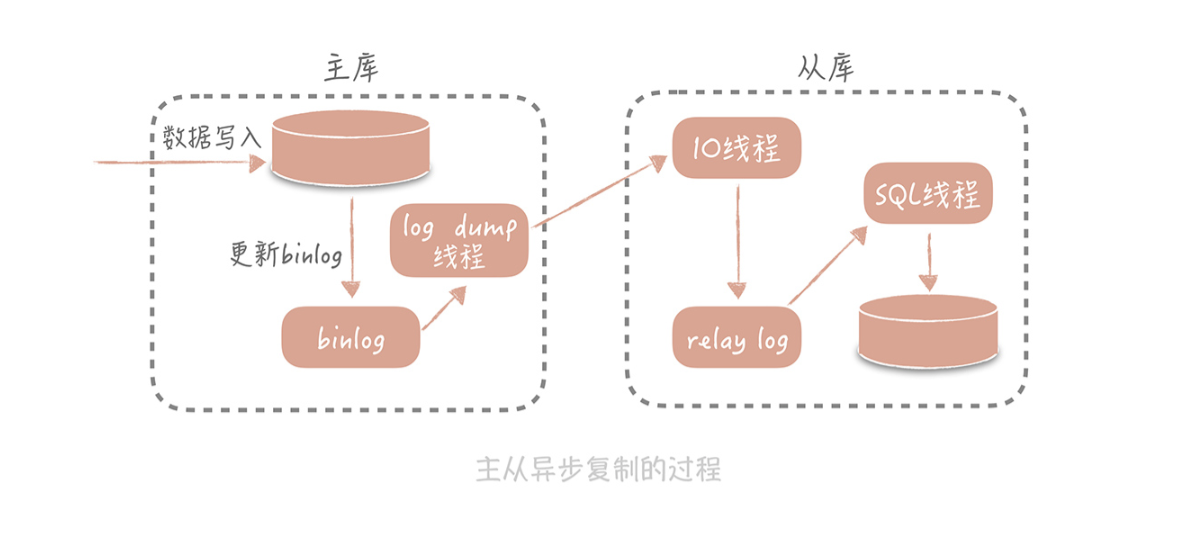 主库
从库
数据写入
IO线程
SQL线程
log dump
线程
更新binlog
binlog
relay log
主从异步复制的过程